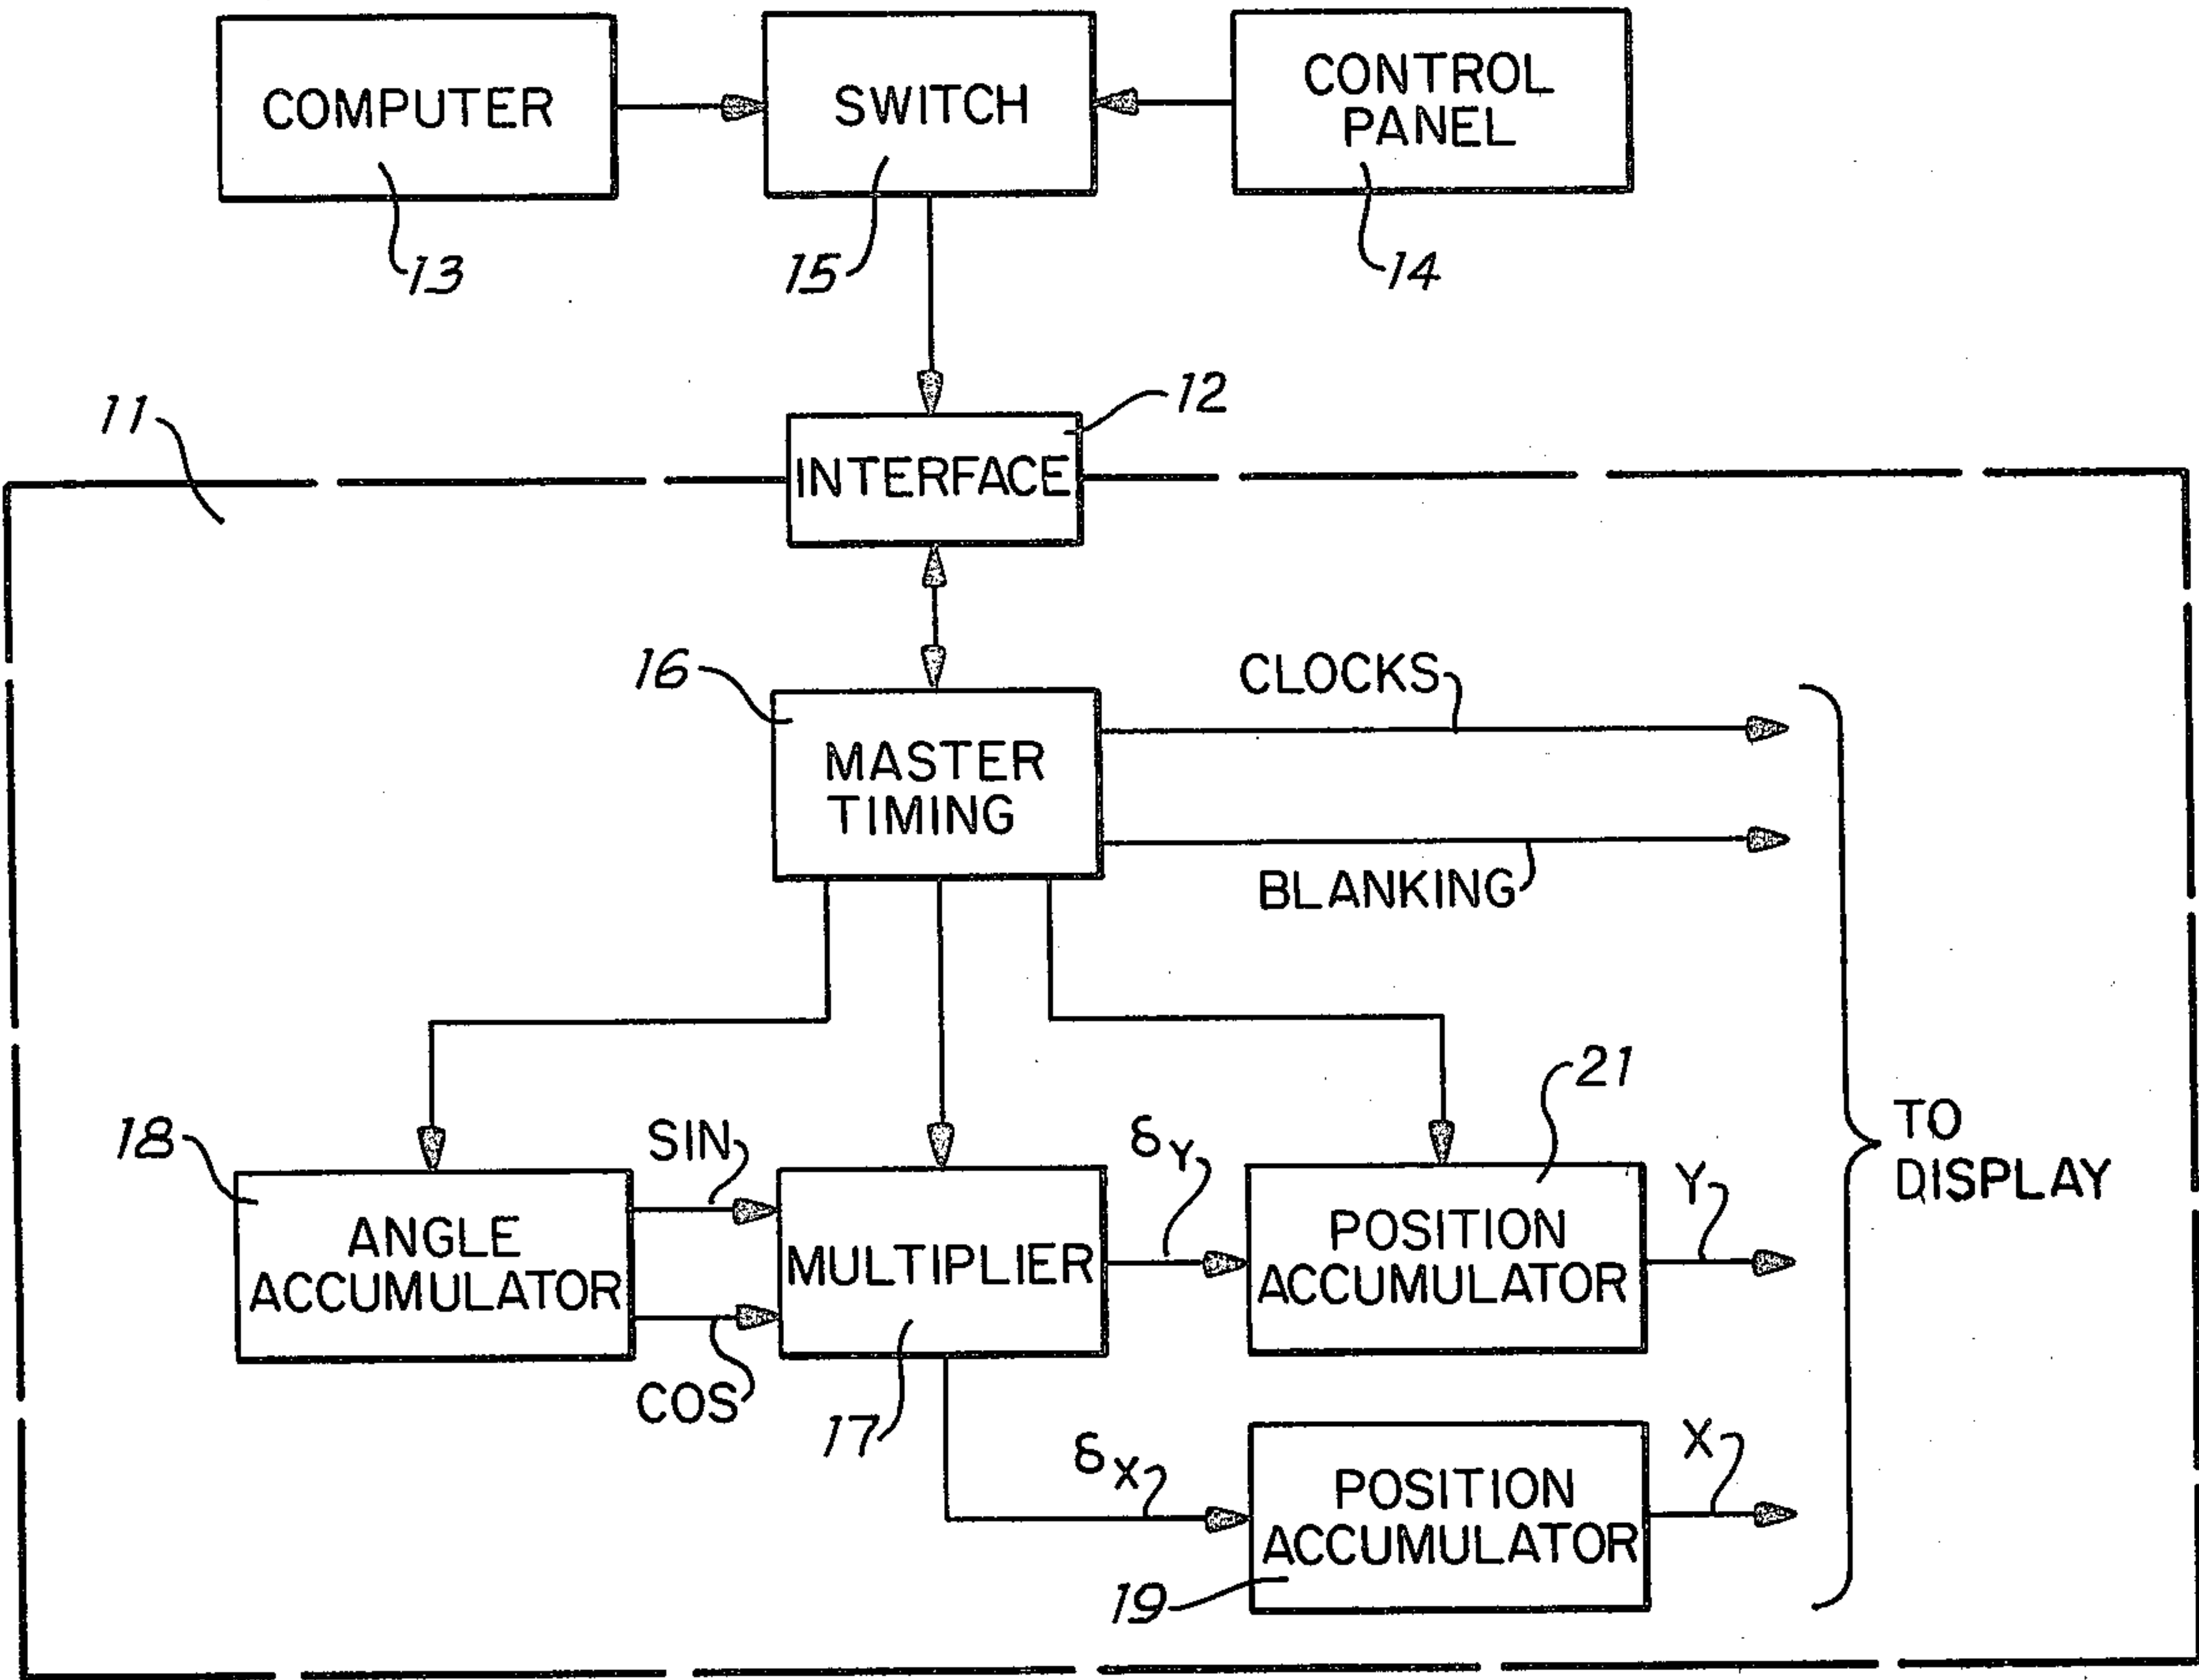 COMPUTER
SWITCH
CONTROL
PANEL
13
15
14
12
11
INTERFACE
16
CLOCKS
MASTER
TIMING
BLANKING
21
18
SIN
δY
Y
TO
DISPLAY
ANGLE
ACCUMULATOR
MULTIPLIER
POSITION
ACCUMULATOR
COS
17
δX
X
POSITION
ACCUMULATOR
19